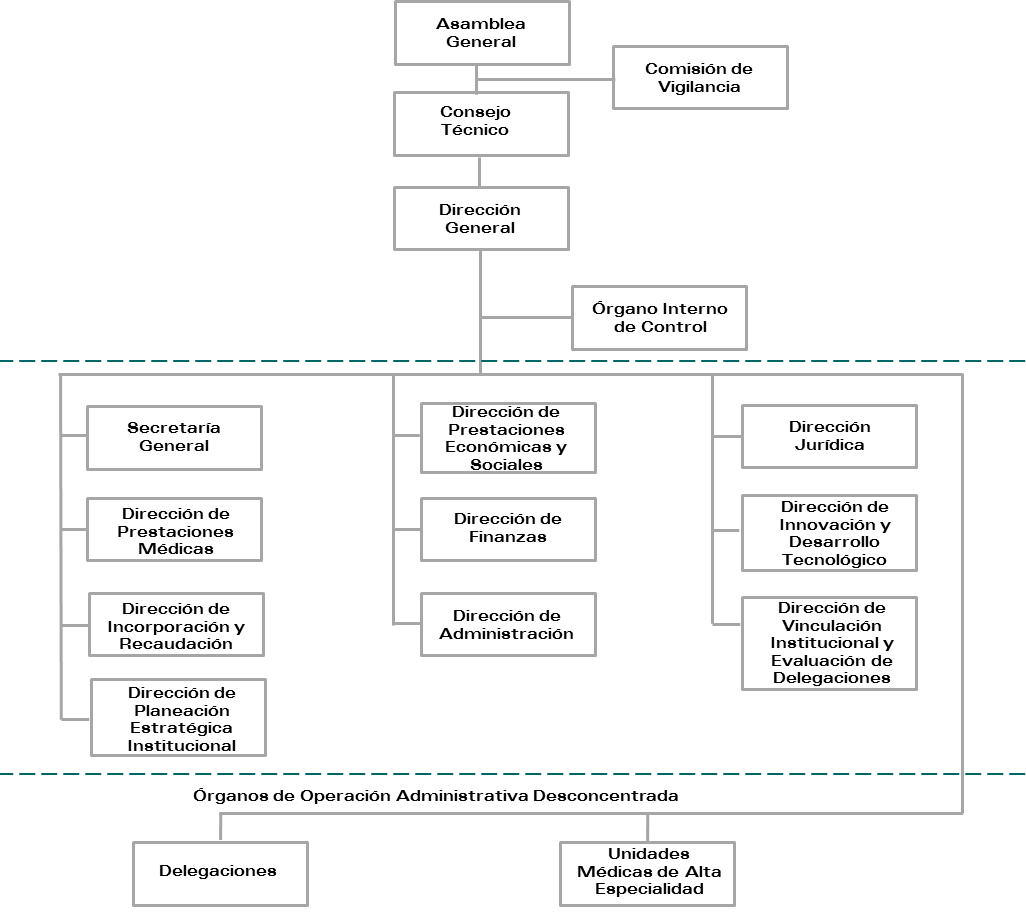 Asamblea
General
Comisión de
Vigilancia
Consejo
Técnico
Dirección
General
Órgano Interno
de Control
Secretaría
General
Dirección de
Prestaciones
Médicas
Dirección de
Incorporación y
Recaudación
Dirección de
Planeación
Estratégica
Institucional
Dirección de
Prestaciones
Económicas y
Sociales
Dirección de
Finanzas
Dirección de
Administración
Dirección
Jurídica
Dirección de
Innovación y
Desarrollo
Tecnológico
Dirección de
Vinculación
Institucional y
Evaluación de
Delegaciones
Órganos de Operación Administrativa Desconcentrada
Delegaciones
Unidades
Médicas de Alta
Especialidad